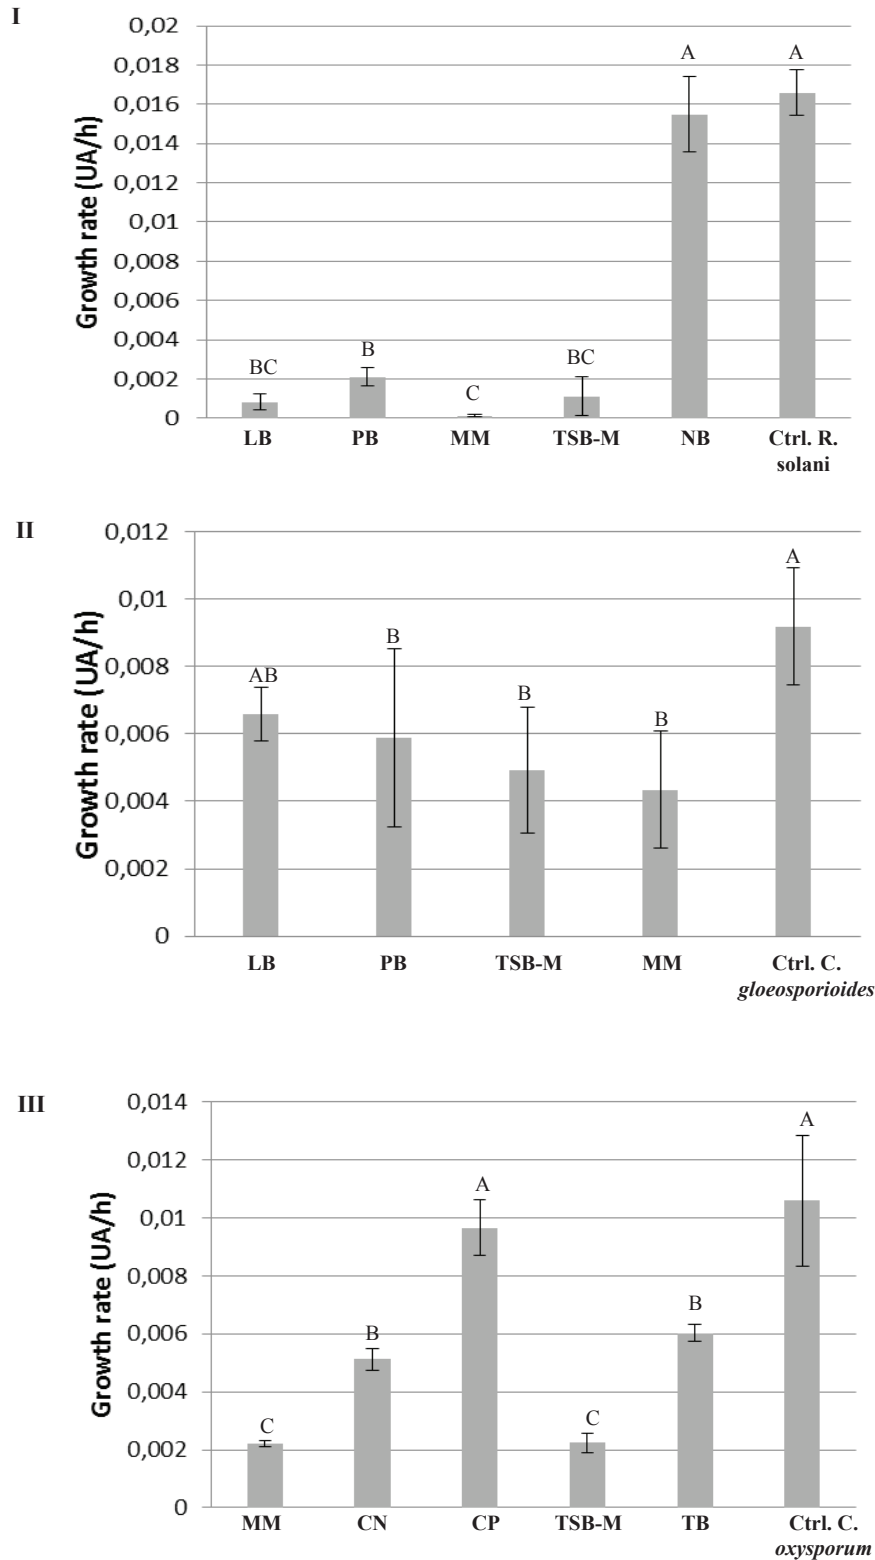 I
Growth rate (UA/h)
0,02
0,018
0,016
0,014
0,012
0,01
0,008
0,006
0,004
0,002
0
BC
B
C
BC
A
A
LB
PB
MM
TSB-M
NB
Ctrl. R.
solani
II
Growth rate (UA/h)
0,012
0,01
0,008
0,006
0,004
0,002
0
AB
B
B
B
A
LB
PB
TSB-M
MM
Ctrl. C.
gloeosporioides
III
Growth rate (UA/h)
0,014
0,012
0,01
0,008
0,006
0,004
0,002
0
C
B
A
C
B
A
MM
CN
CP
TSB-M
TB
Ctrl. C.
oxysporum